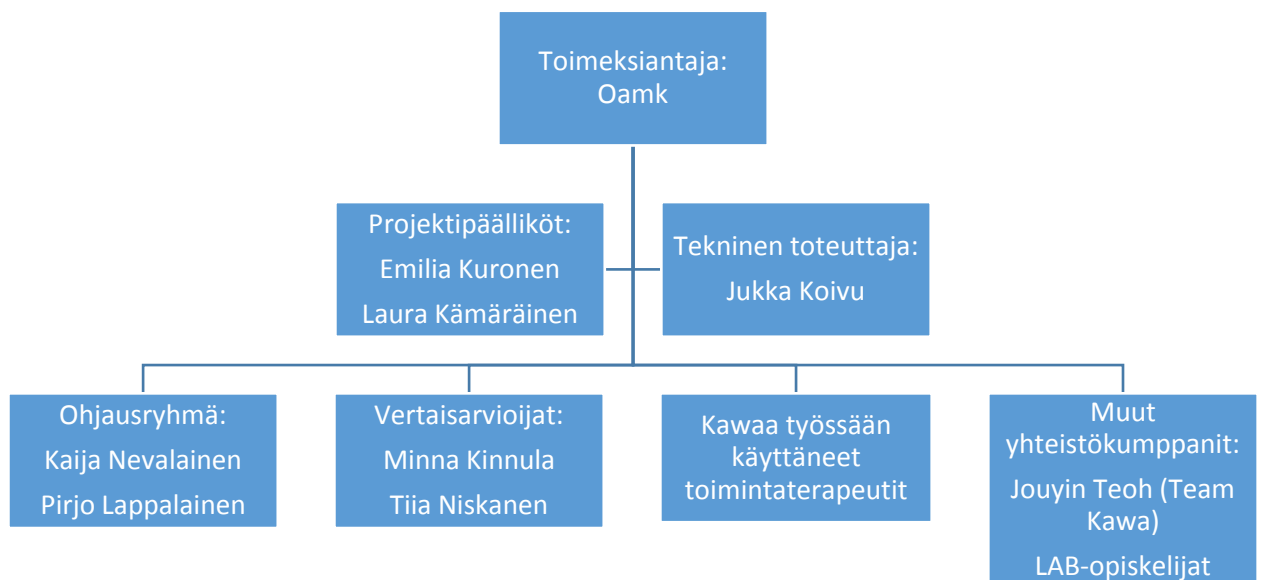 Toimeksiantaja:
Oamk
Projektipäälliköt:
Emilia Kuronen
Laura Kämäräinen
Tekninen toteuttaja:
Jukka Koivu
Ohjausryhmä:
Kaija Nevalainen
Pirjo Lappalainen
Vertaisarvioijat:
Minna Kinnula
Tiia Niskanen
Kawaa työssään
käyttäneet
toimintaterapeutit
Muut
yhteistökumppanit:
Jouyin Teoh (Team
Kawa)
LAB-opiskelijat